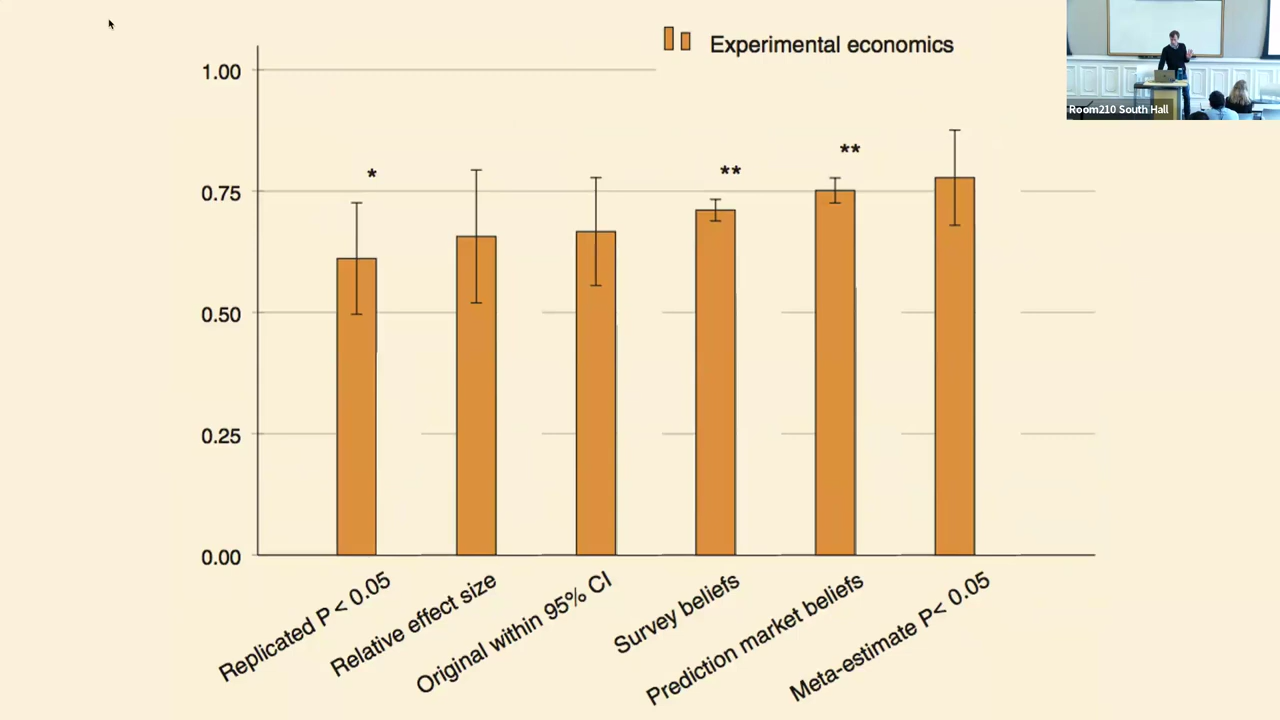 Experimental economics
Room210 South Hall
1.00
0.75
0.50
0.25
0.00
*
**
**
Replicated P < 0.05
Relative effect size
Original within 95% CI
Survey beliefs
Prediction market beliefs
Meta-estimate P< 0.05